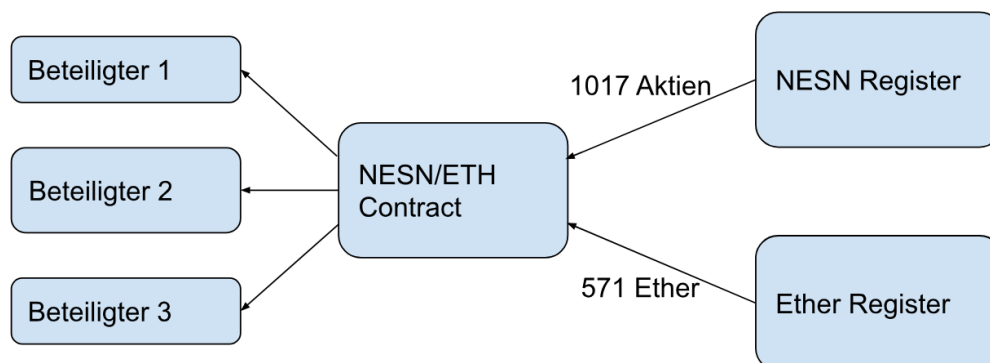 Beteiligter 1
Beteiligter 2
Beteiligter 3
NESN/ETH
Contract
1017 Aktien
571 Ether
NESN Register
Ether Register